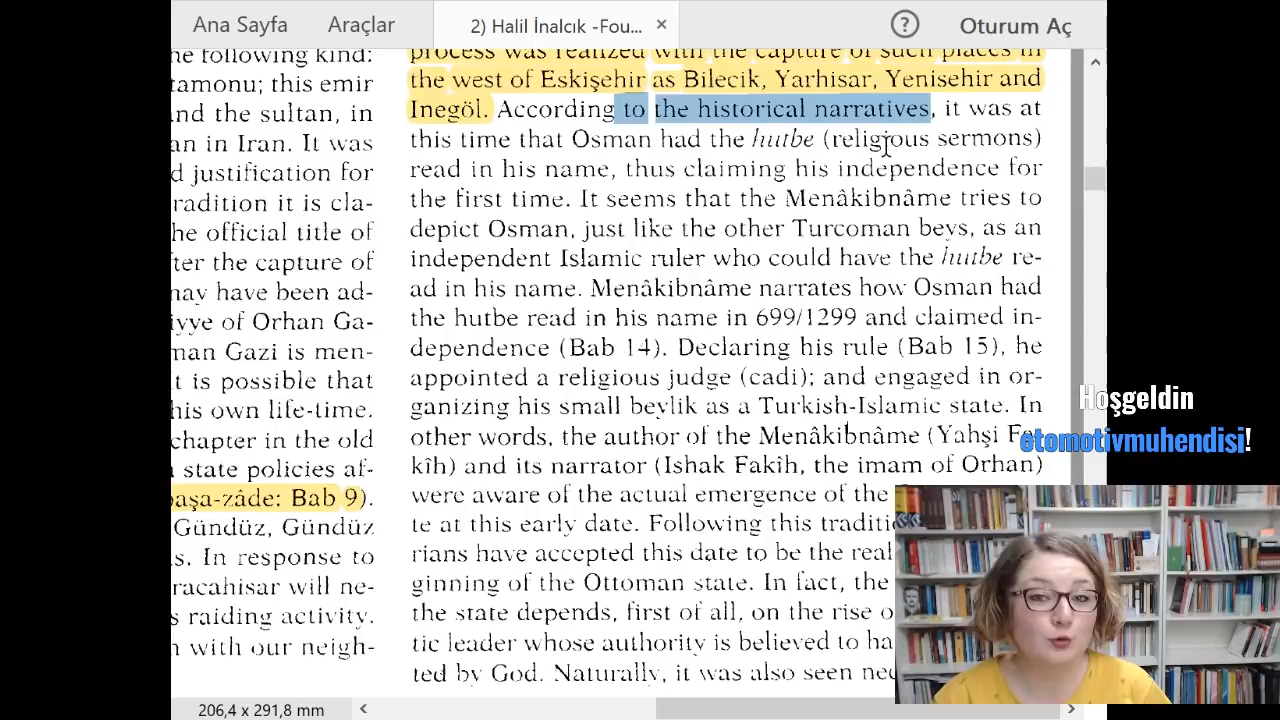 Ana Sayfa Araçlar 2) Halil İnalcık -Fou... × ? Oturum Aç
he following kind:
tamonu; this emir
nd the sultan, in
an in Iran. It was
d justification for
radition it is cla-
he official title of
ter the capture of
nay have been ad-
iyye of Orhan Ga-
man Gazi is men-
t is possible that
his own life-time.
chapter in the old
state policies af-
başa-zâde: Bab 9).
Gündüz, Gündüz
s. In response to
racahisar will ne-
s raiding activity.
n with our neigh-
process was realized with the capture of such places in
the west of Eskişehir as Bilecik, Yarhisar, Yenisehir and
Inegöl. According to the historical narratives, it was at
this time that Osman had the hutbe (religious sermons)
read in his name, thus claiming his independence for
the first time. It seems that the Menâkibnâme tries to
depict Osman, just like the other Turcoman beys, as an
independent Islamic ruler who could have the hutbe re-
ad in his name. Menâkibnâme narrates how Osman had
the hutbe read in his name in 699/1299 and claimed in-
dependence (Bab 14). Declaring his rule (Bab 15), he
appointed a religious judge (cadi); and engaged in or-
ganizing his small beylik as a Turkish-Islamic state. In
other words, the author of the Menâkibnâme (Yahşi Fa-
kîh) and its narrator (Ishak Fakîh, the imam of Orhan)
were aware of the actual emergence of the
te at this early date. Following this traditi
rians have accepted this date to be the real
ginning of the Ottoman state. In fact, the
the state depends, first of all, on the rise o
tic leader whose authority is believed to ha
ted by God. Naturally, it was also seen nec
Hoşgeldin
otomotivmuhendisi!
206,4 x 291,8 mm